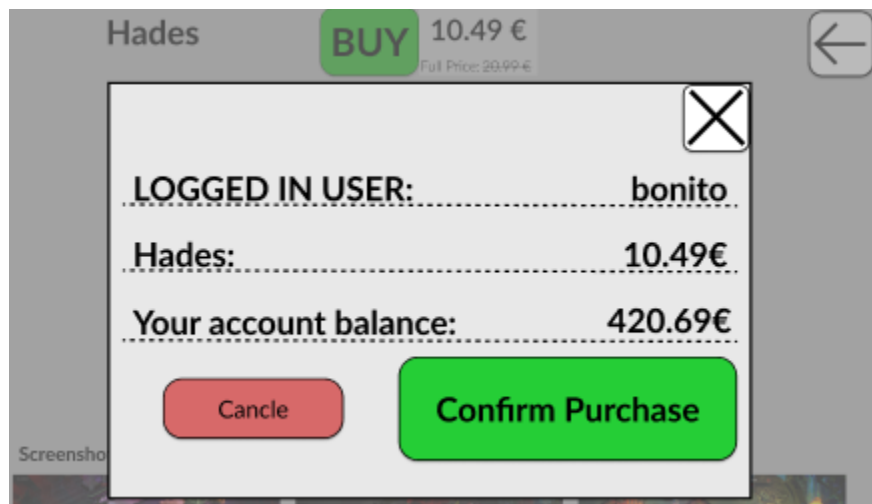 Hades
BUY
10.49 €
Full Price: 20.99 €
LOGGED IN USER: bonito
Hades: 10.49€
Your account balance: 420.69€
Cancle
Confirm Purchase
Screensho